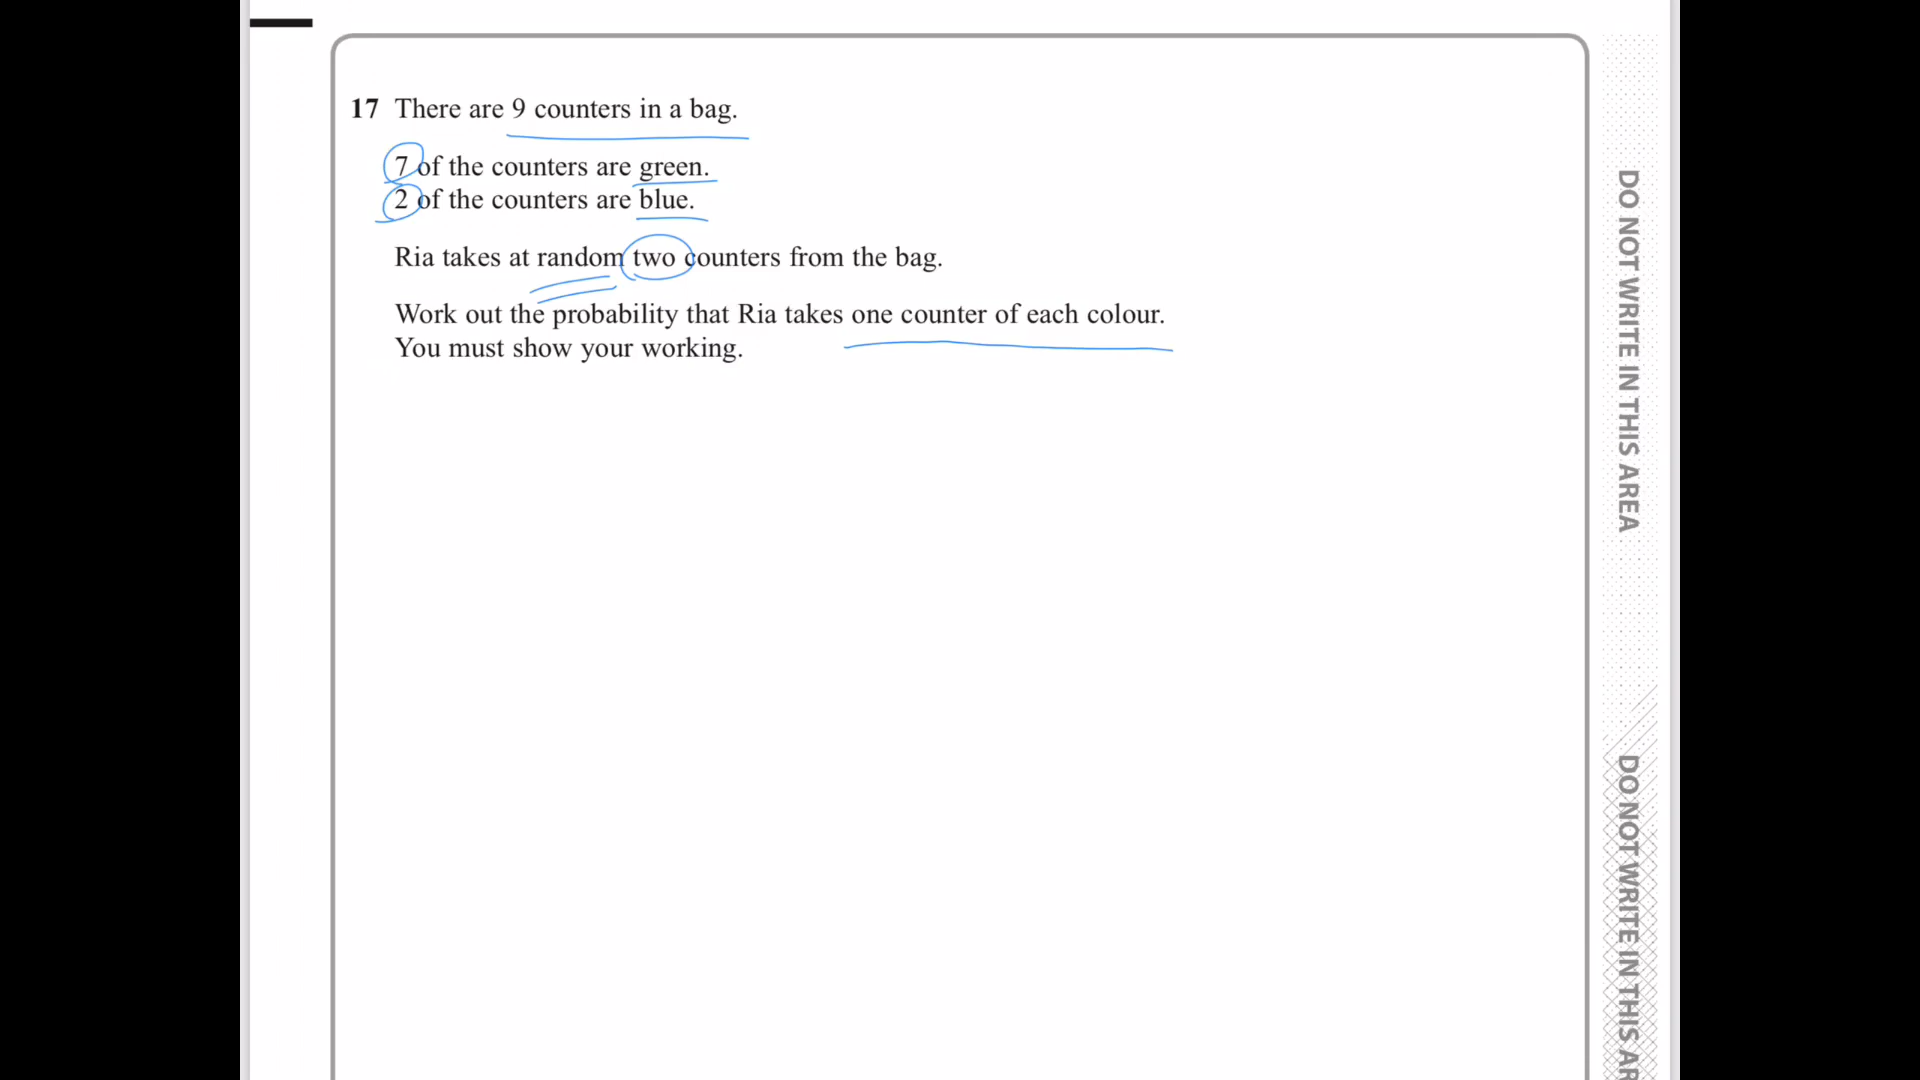 17 There are 9 counters in a bag.
7 of the counters are green.
2 of the counters are blue.
Ria takes at random two counters from the bag.
Work out the probability that Ria takes one counter of each colour.
You must show your working.
DO NOT WRITE IN THIS AREA
DO NOT WRITE IN THIS AR